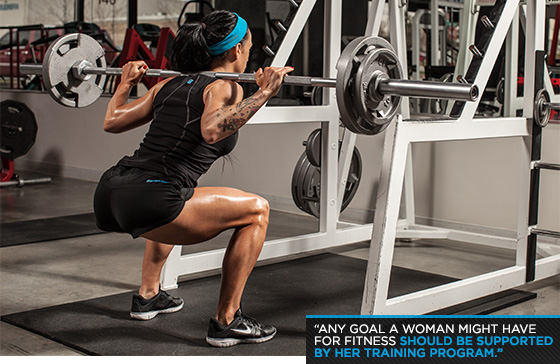 “ANY GOAL A WOMAN MIGHT HAVE
FOR FITNESS SHOULD BE SUPPORTED
BY HER TRAINING PROGRAM.”